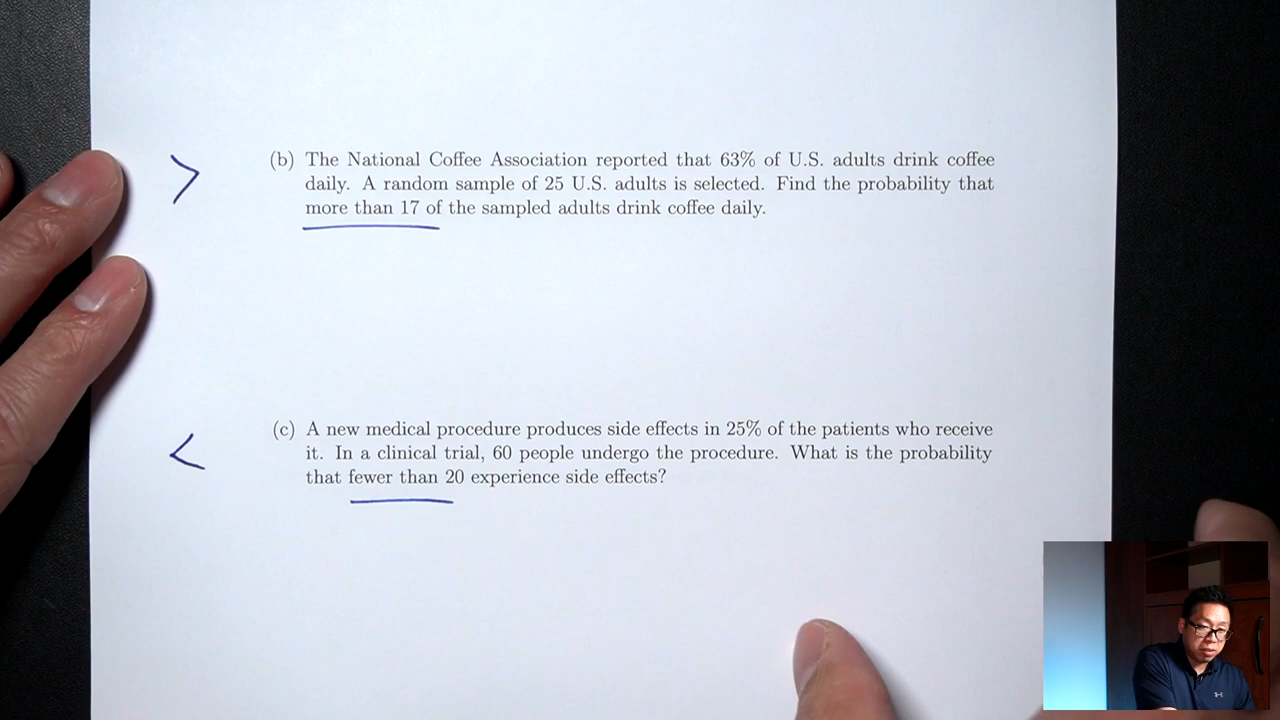 >
(b) The National Coffee Association reported that 63% of U.S. adults drink coffee
daily. A random sample of 25 U.S. adults is selected. Find the probability that
more than 17 of the sampled adults drink coffee daily.
<
(c) A new medical procedure produces side effects in 25% of the patients who receive
it. In a clinical trial, 60 people undergo the procedure. What is the probability
that fewer than 20 experience side effects?